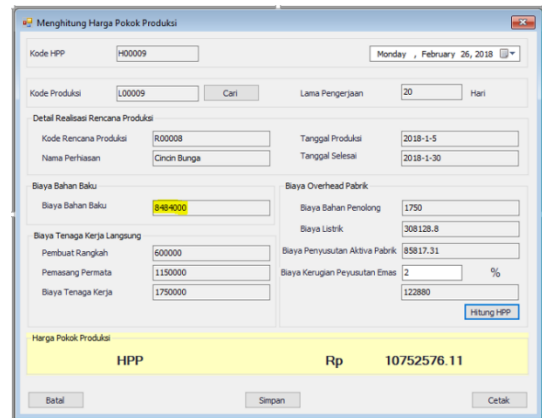 Menghitung Harga Pokok Produksi
Kode HPP H00009 Monday , February 26, 2018
Kode Produksi L00009 Cari Lama Pengerjaan 20 Hari
Detail Realisasi Rencana Produksi
Kode Rencana Produksi R00008 Tanggal Produksi 2018-1-5
Nama Perhiasan Cincin Bunga Tanggal Selesai 2018-1-30
Biaya Bahan Baku
Biaya Bahan Baku 8484000
Biaya Tenaga Kerja Langsung
Pembuat Rangkah 600000
Pemasang Permata 1150000
Biaya Tenaga Kerja 1750000
Biaya Overhead Pabrik
Biaya Bahan Penolong 1750
Biaya Listrik 308128.8
Biaya Penyusutan Aktiva Pabrik 85817.31
Biaya Kerugian Peyusutan Emas 2 %
122880
Hitung HPP
Harga Pokok Produksi
HPP Rp 10752576.11
Batal Simpan Cetak